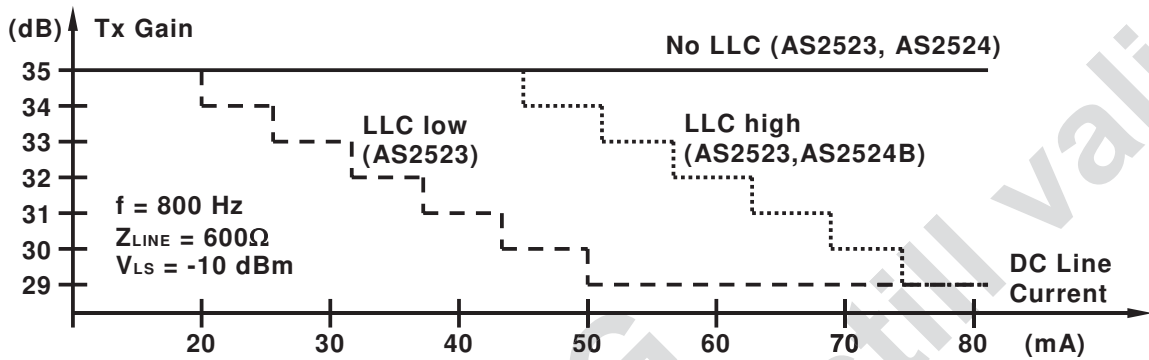 (dB) Tx Gain
No LLC (AS2523, AS2524)
35
34
33
32
31
30
29
LLC low
(AS2523)
LLC high
(AS2523,AS2524B)
f = 800 Hz
ZLINE = 600Ω
VLS = -10 dBm
DC Line
Current
20 30 40 50 60 70 80 (mA)
still vali